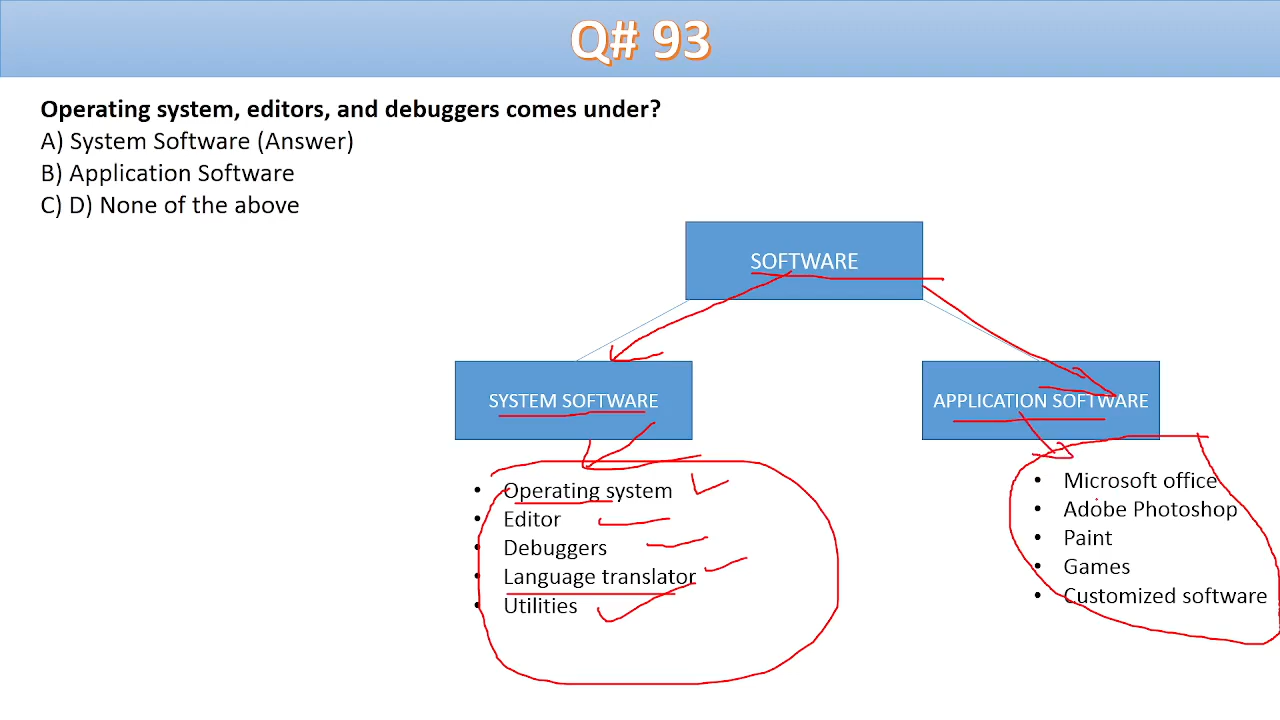 Q# 93
Operating system, editors, and debuggers comes under?
A) System Software (Answer)
B) Application Software
C) D) None of the above
SOFTWARE
SYSTEM SOFTWARE
APPLICATION SOFTWARE
• Operating system
• Editor
• Debuggers
• Language translator
• Utilities
• Microsoft office
• Adobe Photoshop
• Paint
• Games
• Customized software